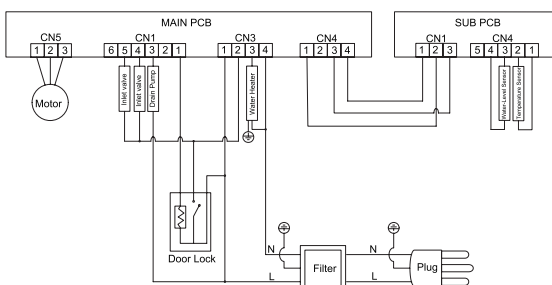 MAIN PCB
SUB PCB
CN5
CN1
CN3
CN4
CN1
CN4
1 2 3
6 5 4 3 2 1
1 2 3 4
1 2 3 4
1 2 3
5 4 3 2 1
Motor
Inlet valve
Inlet valve
Drain Pump
Water Heater
Water-Level Sensor
Temperature Sensor
Door Lock
N
N
L
L
Filter
Plug